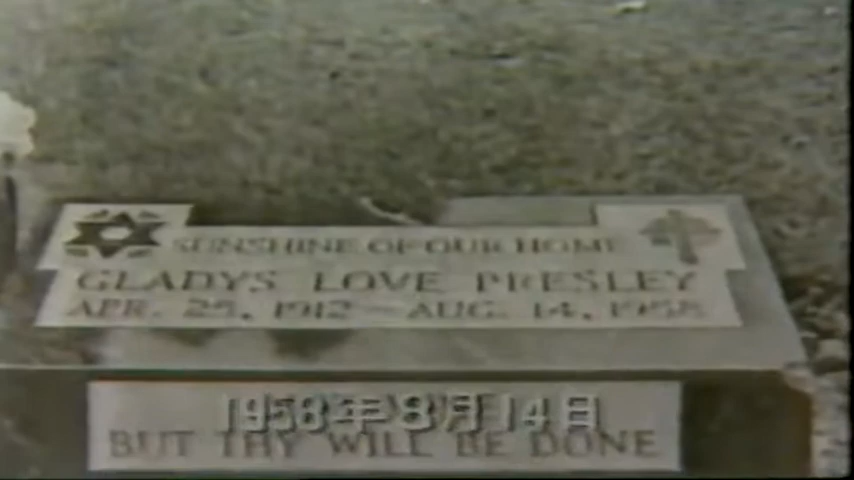 SUNSHINE OF OUR HOME
GLADYS LOVE PRESLEY
APR. 25, 1912 — AUG. 14, 1958
1958年8月14日
BUT THY WILL BE DONE